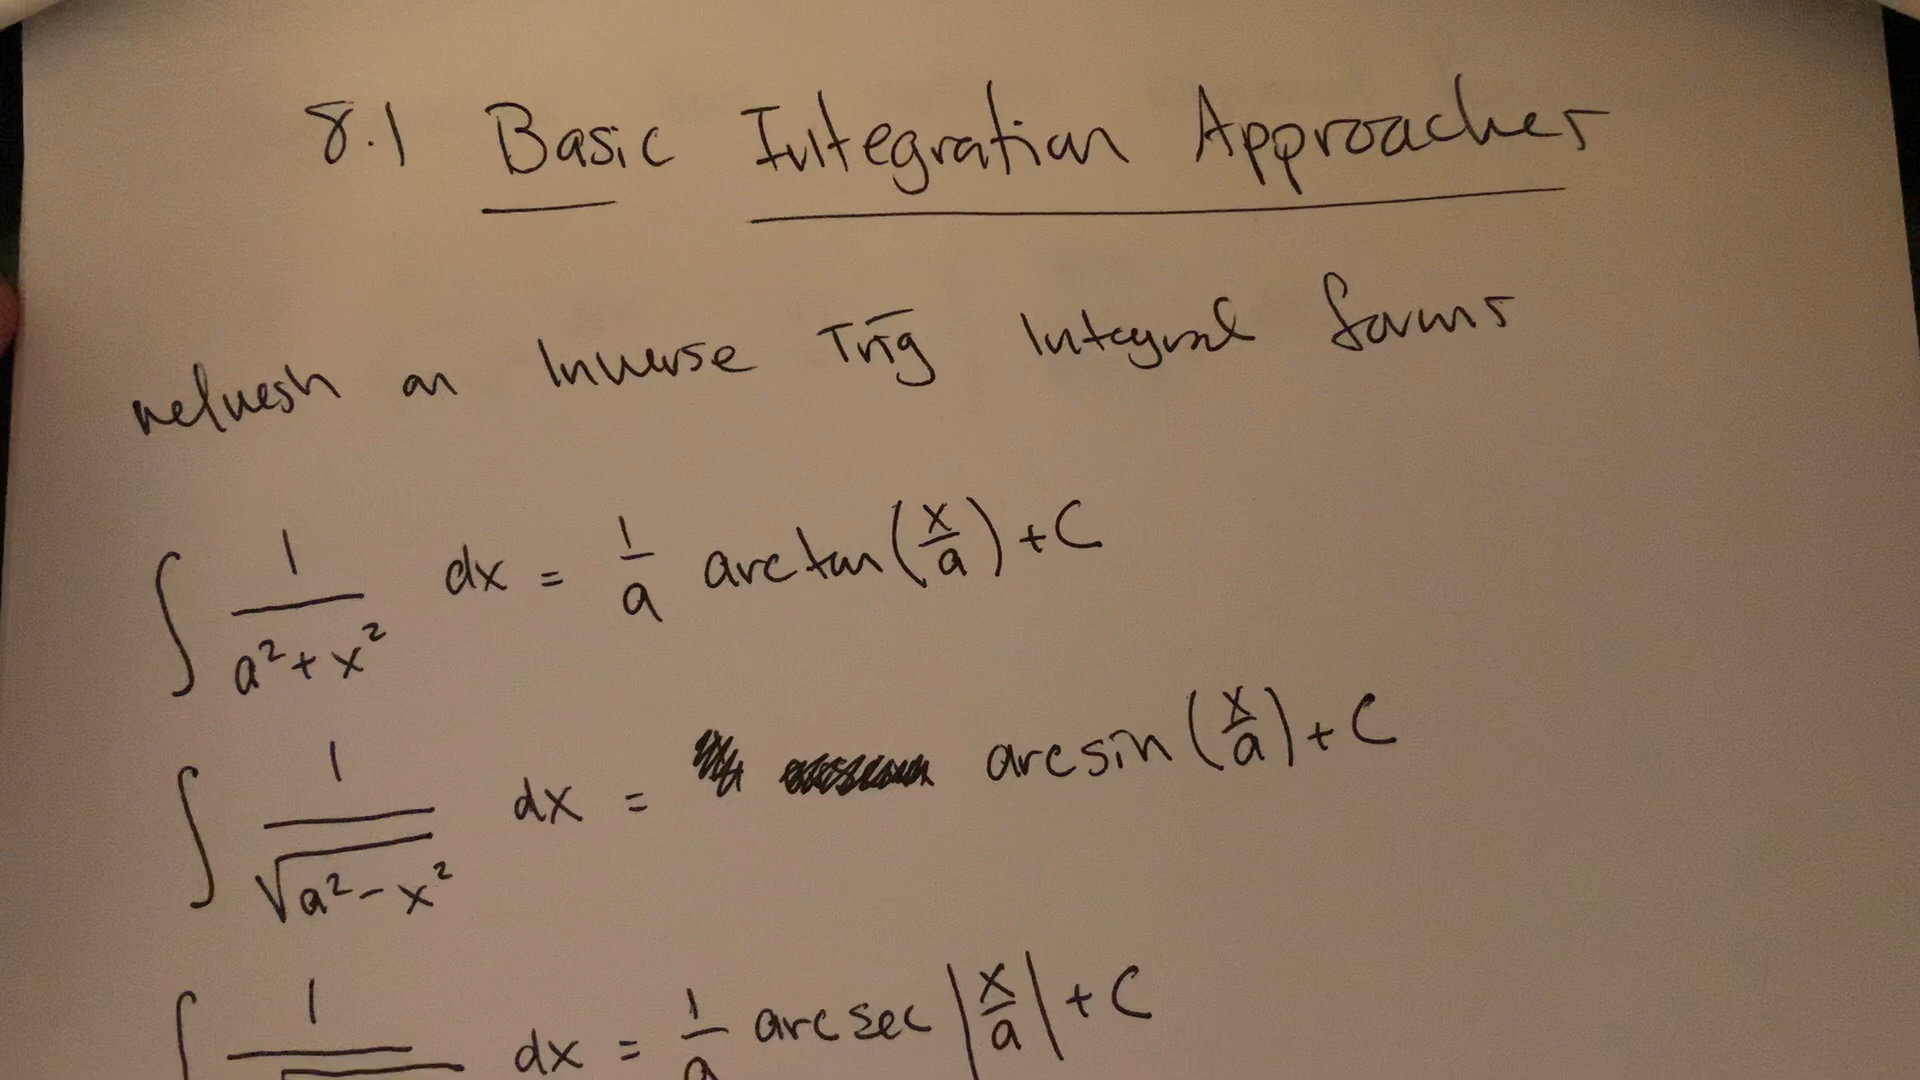 8.1 Basic Integration Approaches
refresh on Inverse Trig Integral forms
∫ 1/(a²+x²) dx = 1/a arctan(x/a)+C
∫ 1/√(a²-x²) dx = arcsin(x/a)+C
∫ 1 dx = 1/a arcsec|x/a|+C